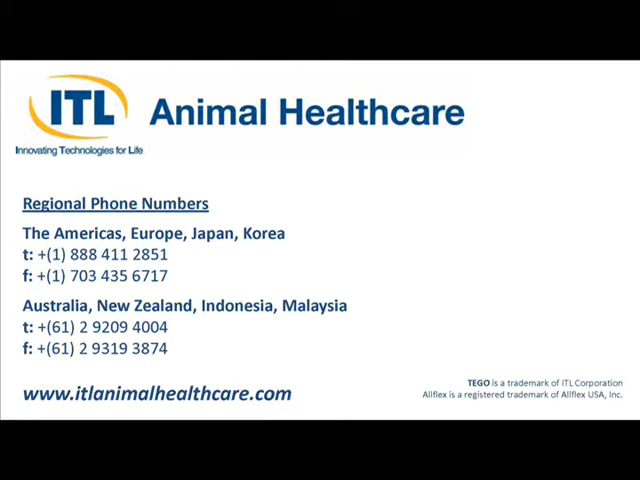 ITL Animal Healthcare
Innovating Technologies for Life
Regional Phone Numbers
The Americas, Europe, Japan, Korea
t: +(1) 888 411 2851
f: +(1) 703 435 6717
Australia, New Zealand, Indonesia, Malaysia
t: +(61) 2 9209 4004
f: +(61) 2 9319 3874
www.itlanimalhealthcare.com
TEGO is a trademark of ITL Corporation
Allflex is a registered trademark of Allflex USA, Inc.